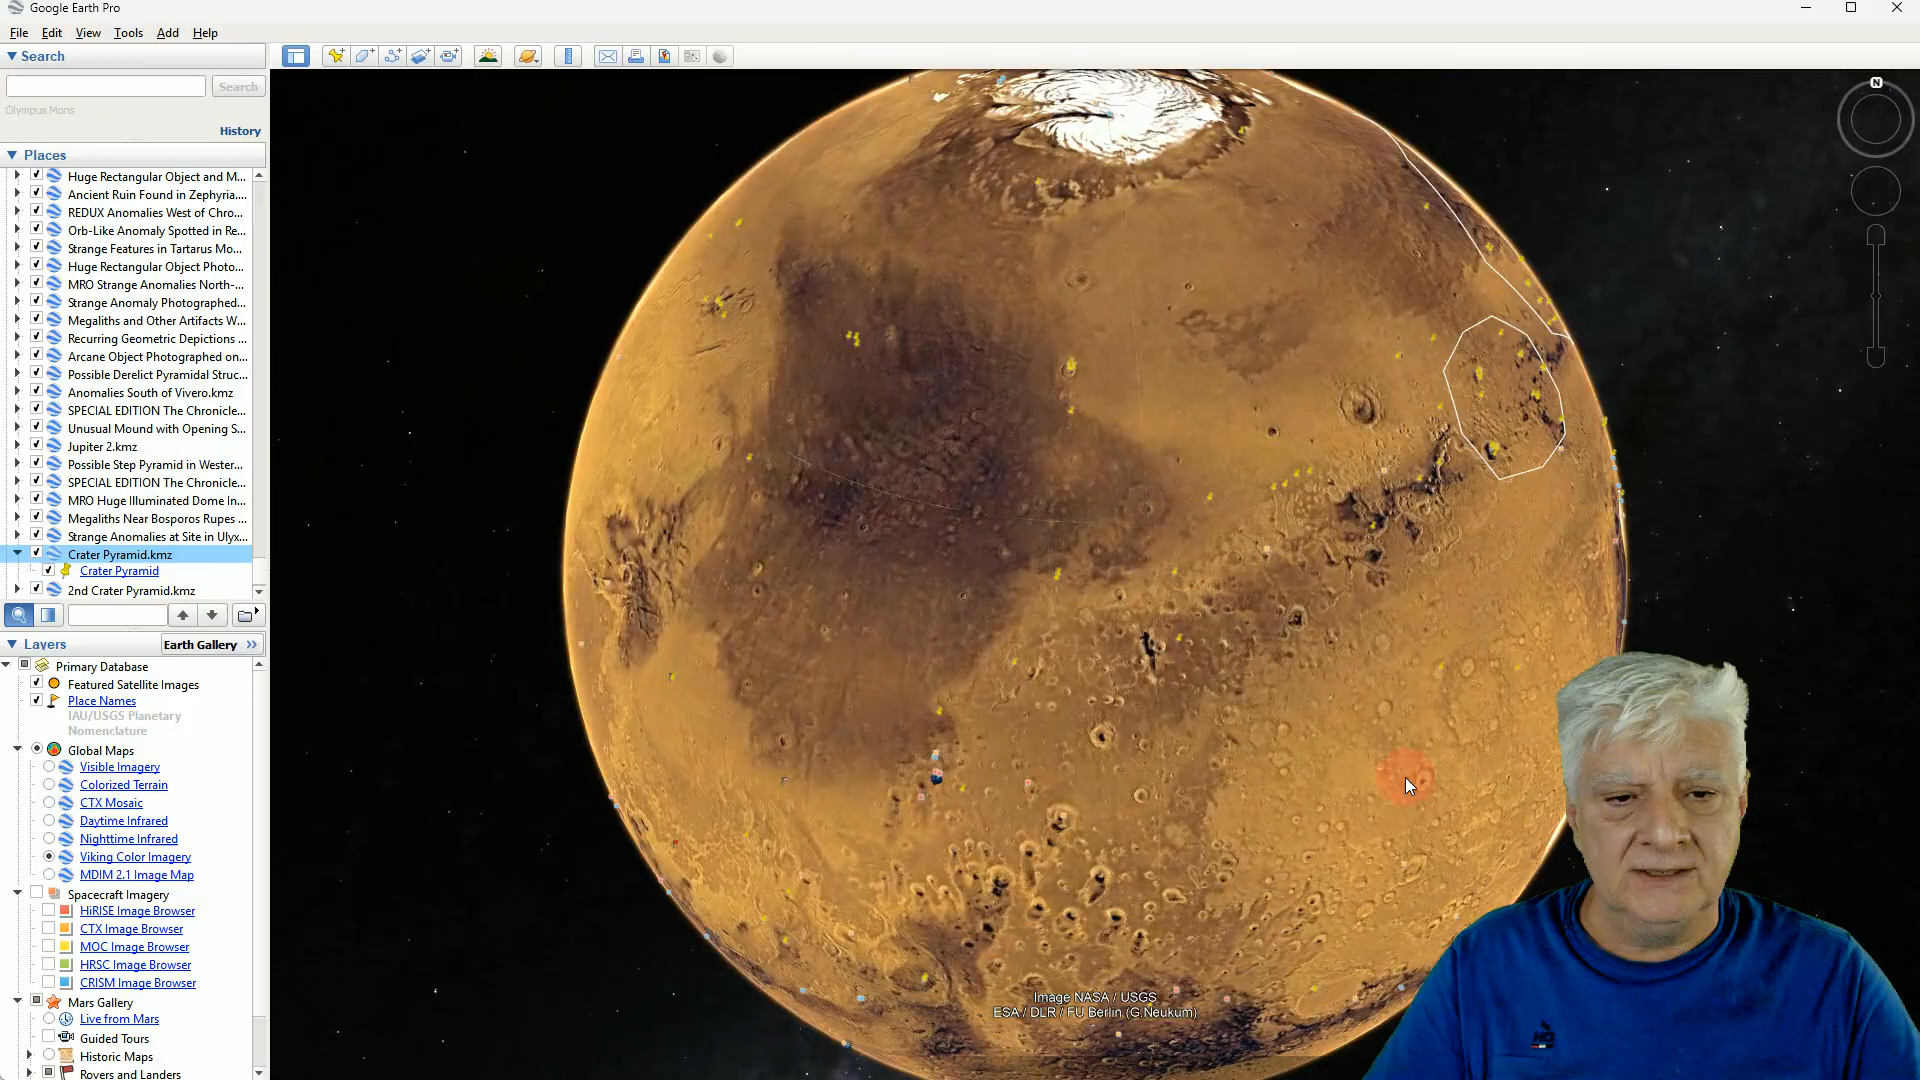 Google Earth Pro
File Edit View Tools Add Help
Search
Search
Olympus Mons
History
N
Places
Huge Rectangular Object and M...
Ancient Ruin Found in Zephyria....
REDUX Anomalies West of Chro...
Orb-Like Anomaly Spotted in Re...
Strange Features in Tartarus Mo...
Huge Rectangular Object Photo...
MRO Strange Anomalies North-...
Strange Anomaly Photographed...
Megaliths and Other Artifacts W...
Recurring Geometric Depictions ...
Arcane Object Photographed on...
Possible Derelict Pyramidal Struc...
Anomalies South of Vivero.kmz
SPECIAL EDITION The Chronicle...
Unusual Mound with Opening S...
Jupiter 2.kmz
Possible Step Pyramid in Wester...
SPECIAL EDITION The Chronicle...
MRO Huge Illuminated Dome In...
Megaliths Near Bosporos Rupes ...
Strange Anomalies at Site in Ulyx...
Crater Pyramid.kmz
Crater Pyramid
2nd Crater Pyramid.kmz
Layers
Earth Gallery >>
Primary Database
Featured Satellite Images
Place Names
IAU/USGS Planetary
Nomenclature
Global Maps
Visible Imagery
Colorized Terrain
CTX Mosaic
Daytime Infrared
Nighttime Infrared
Viking Color Imagery
MDIM 2.1 Image Map
Spacecraft Imagery
HiRISE Image Browser
CTX Image Browser
MOC Image Browser
HRSC Image Browser
CRISM Image Browser
Mars Gallery
Live from Mars
Guided Tours
Historic Maps
Rovers and Landers
Image NASA / USGS
ESA / DLR / FU Berlin (G.Neukum)